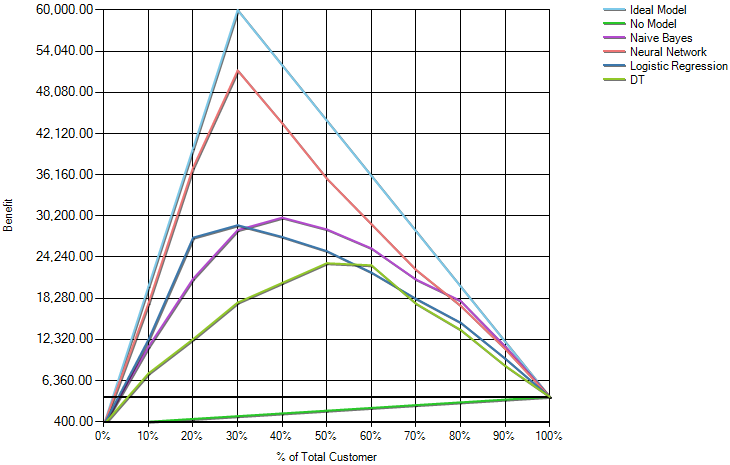 60,000.00
54,040.00
48,080.00
42,120.00
36,160.00
30,200.00
24,240.00
18,280.00
12,320.00
6,360.00
400.00
Benefit
0% 10% 20% 30% 40% 50% 60% 70% 80% 90% 100%
% of Total Customer
Ideal Model
No Model
Naive Bayes
Neural Network
Logistic Regression
DT